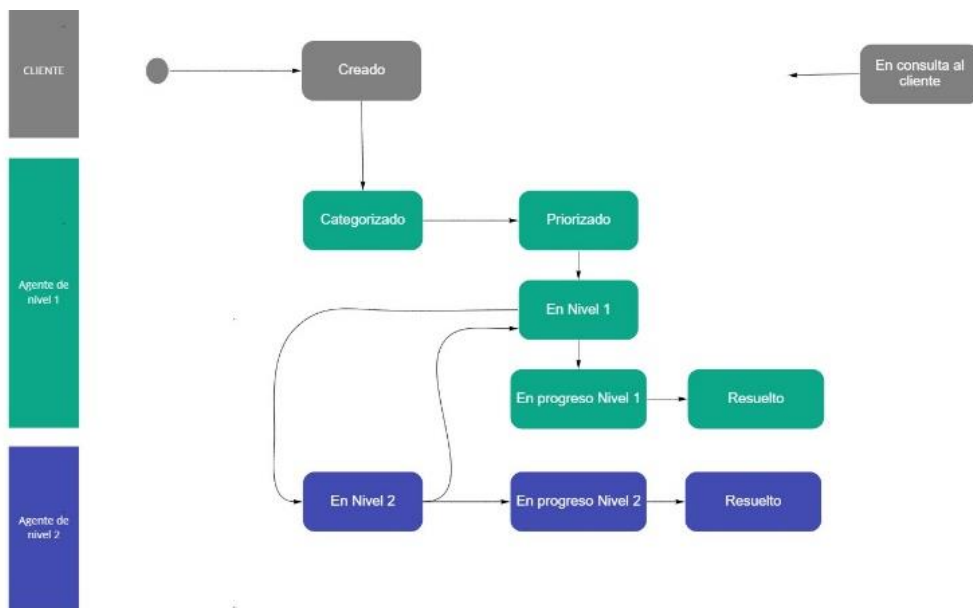 CLIENTE
Creado
En consulta al
cliente
Agente de
nivel 1
Categorizado
Priorizado
En Nivel 1
En progreso Nivel 1
Resuelto
Agente de
nivel 2
En Nivel 2
En progreso Nivel 2
Resuelto